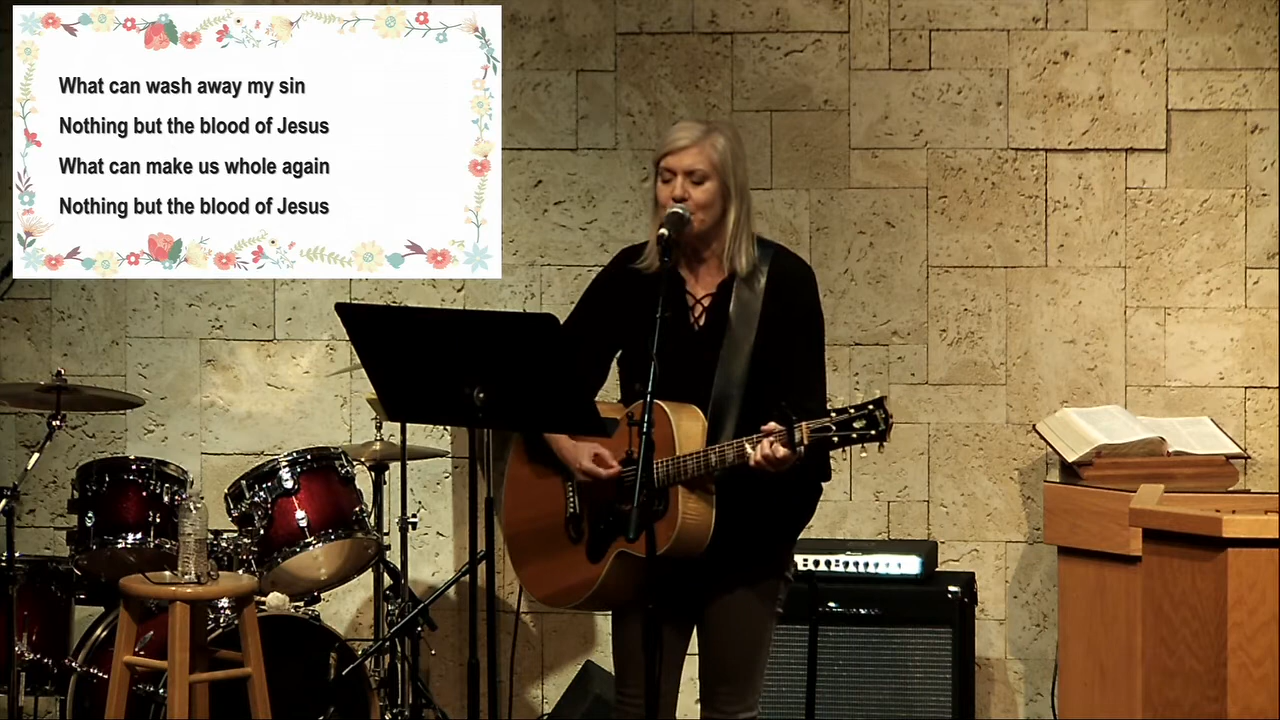 What can wash away my sin
Nothing but the blood of Jesus
What can make us whole again
Nothing but the blood of Jesus